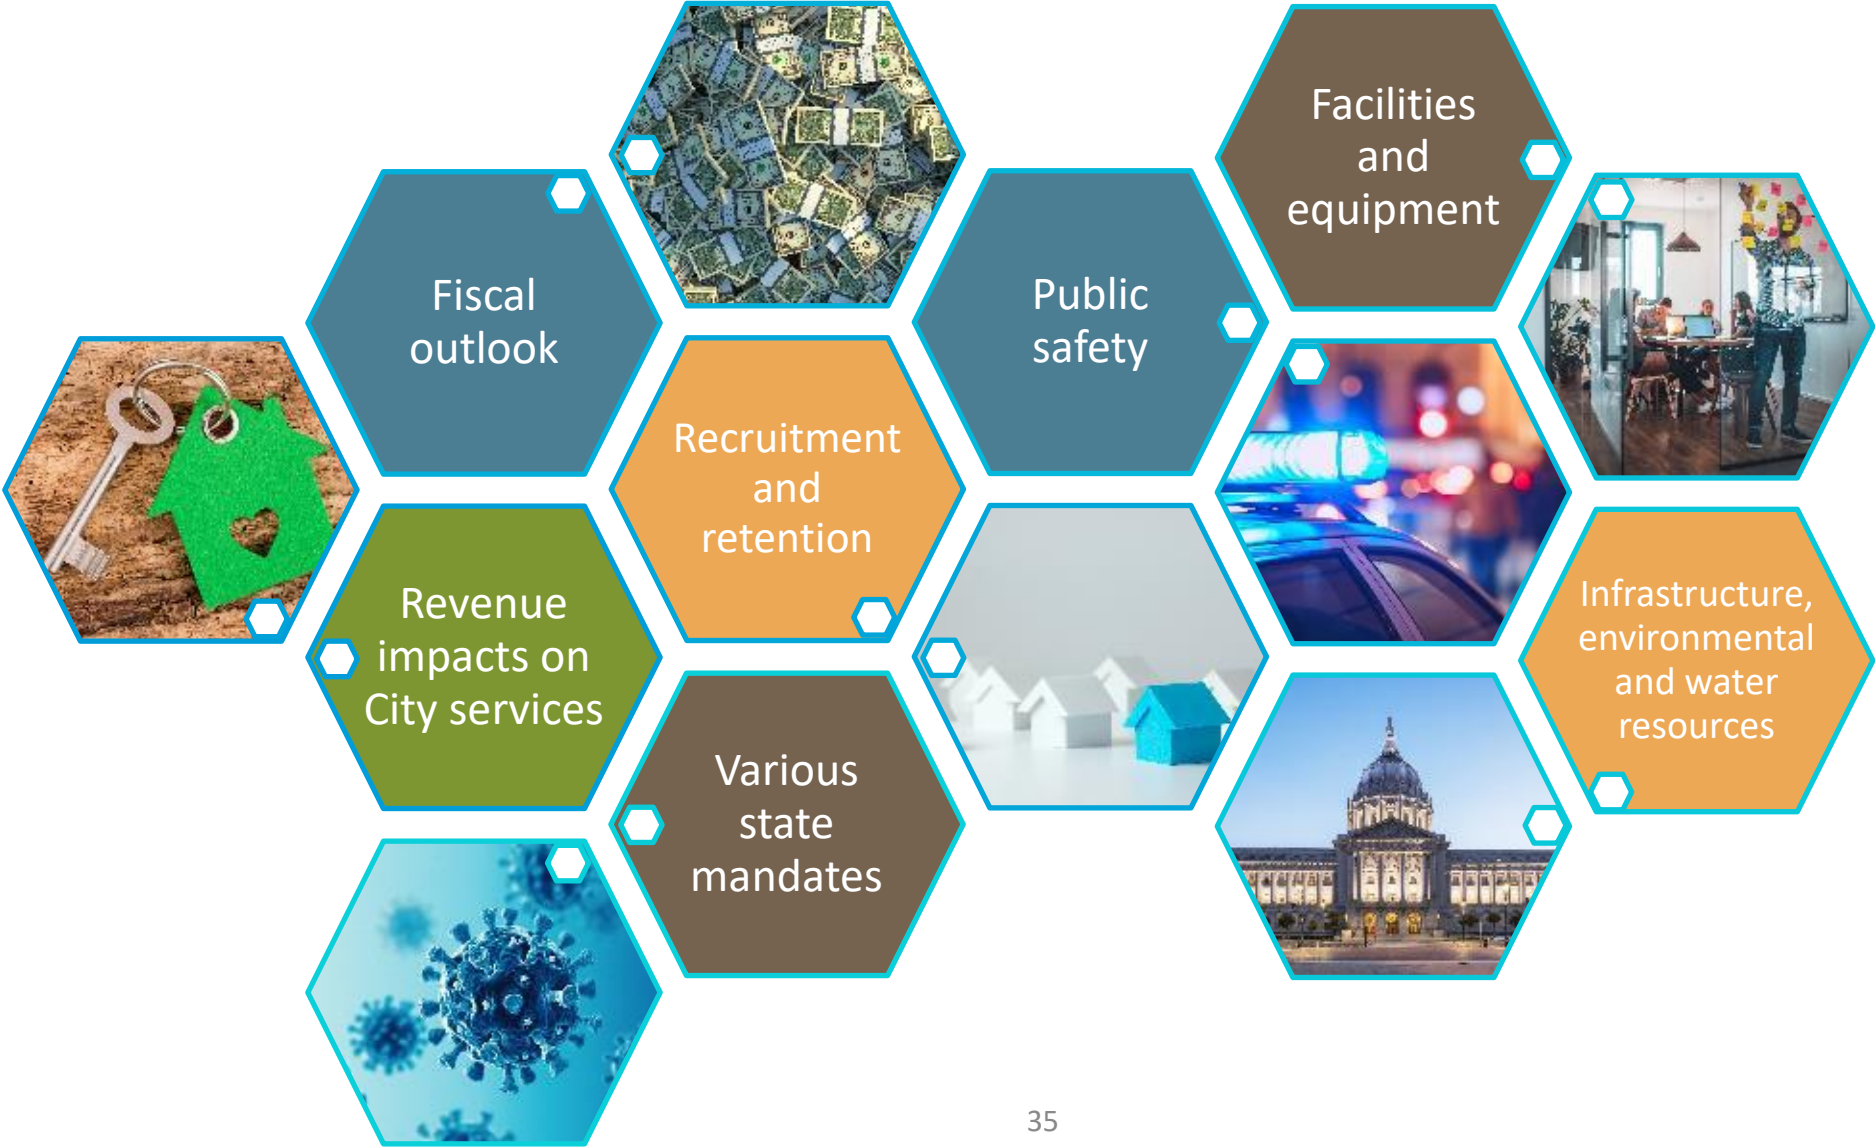 Fiscal
outlook
Public
safety
Facilities
and
equipment
Recruitment
and
retention
Revenue
impacts on
City services
Various
state
mandates
Infrastructure,
environmental
and water
resources
35